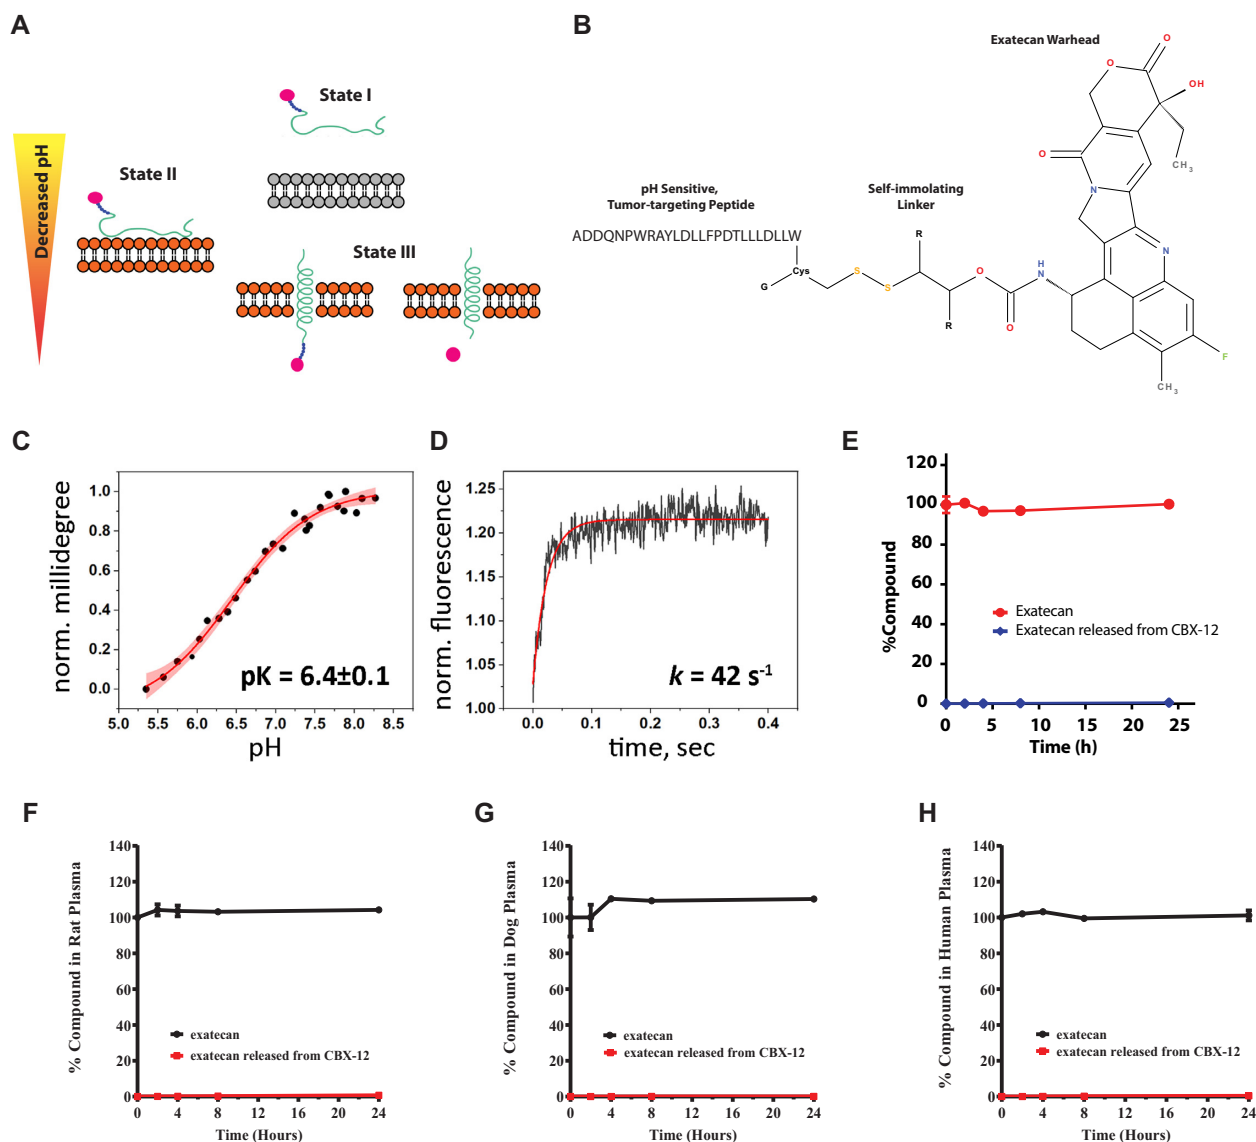 A
State I
State II
State III
Decreased pH
B
Exatecan Warhead
O
O
OH
O
CH3
N
N
pH Sensitive,
Tumor-targeting Peptide
Self-immolating
Linker
ADDQNPWRAYLDLLFPDTLLLDLLW
R
Cys
G
S
S
O
H
N
O
R
F
CH3
C
norm. millidegree
1.0
0.8
0.6
0.4
0.2
0.0
pK = 6.4±0.1
5.0 5.5 6.0 6.5 7.0 7.5 8.0 8.5
pH
D
norm. fluorescence
1.25
1.20
1.15
1.10
1.05
1.00
k = 42 s-1
0.0 0.1 0.2 0.3 0.4
time, sec
E
%Compound
120
100
80
60
40
20
0
Exatecan
Exatecan released from CBX-12
0 5 10 15 20 25
Time (h)
F
% Compound in Rat Plasma
140
120
100
80
60
40
20
0
exatecan
exatecan released from CBX-12
0 4 8 12 16 20 24
Time (Hours)
G
% Compound in Dog Plasma
140
120
100
80
60
40
20
0
exatecan
exatecan released from CBX-12
0 4 8 12 16 20 24
Time (Hours)
H
% Compound in Human Plasma
140
120
100
80
60
40
20
0
exatecan
exatecan released from CBX-12
0 4 8 12 16 20 24
Time (Hours)